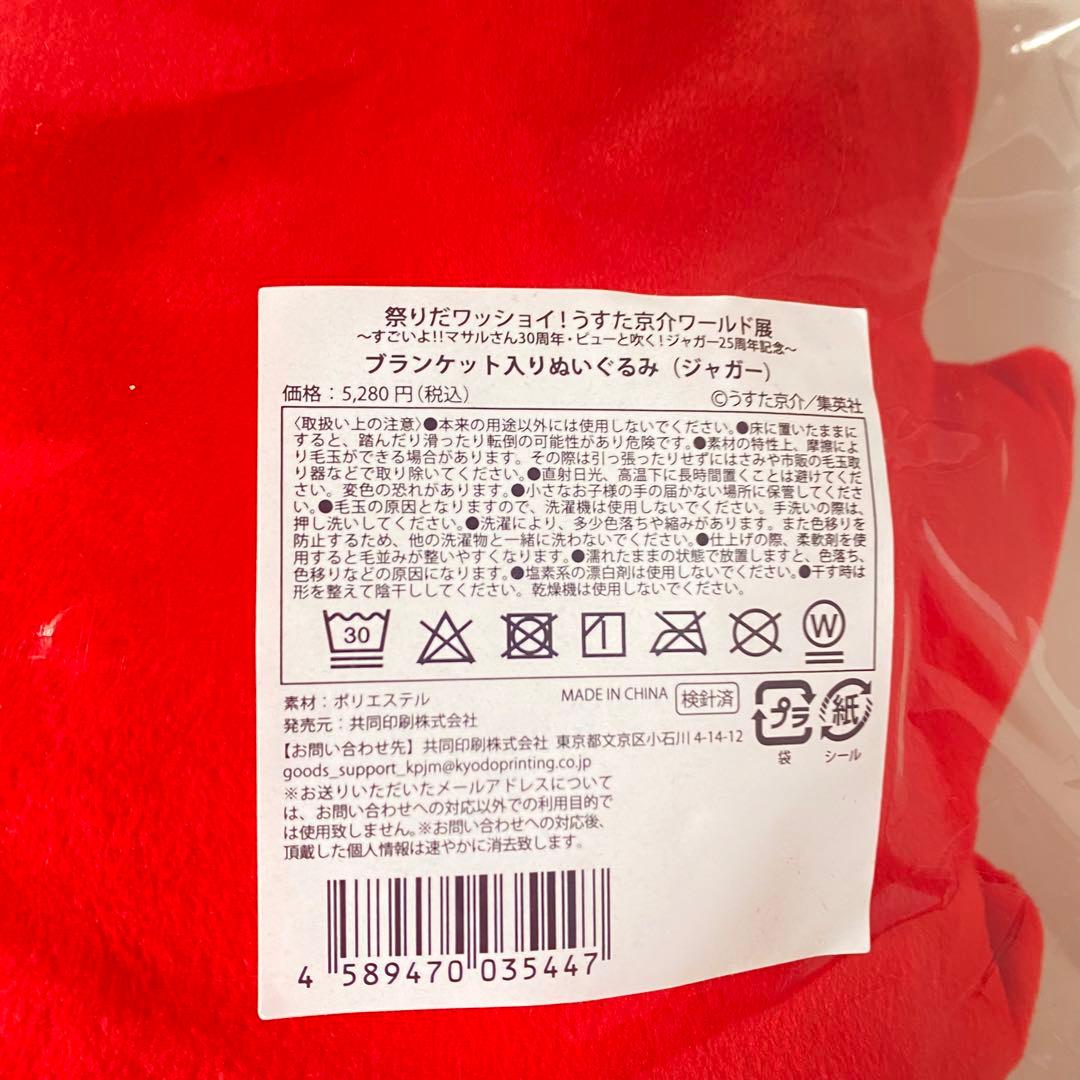 祭りだワッショイ!うすた京介ワールド展
～すごいよ!!マサルさん30周年・ピューと吹く!ジャガー25周年記念～
ブランケット入りぬいぐるみ（ジャガー）
価格：5,280円（税込）
©うすた京介／集英社
〈取扱い上の注意〉●本来の用途以外には使用しないでください。●床に置いたままに
すると、踏んだり滑ったり転倒の可能性があり危険です。●素材の特性上、摩擦によ
り毛玉ができる場合があります。その際は引っ張ったりせずにはさみや市販の毛玉取
り器などで取り除いてください。●直射日光、高温下に長時間置くことは避けてくだ
さい。変色の恐れがあります。●小さなお子様の手の届かない場所に保管してくださ
い。●毛玉の原因となりますので、洗濯機は使用しないでください。手洗いの際は、
押し洗いしてください。●洗濯により、多少色落ちや縮みがあります。また色移りを
防止するため、他の洗濯物と一緒に洗わないでください。●仕上げの際、柔軟剤を使
用すると毛並みが整いやすくなります。●濡れたままの状態で放置しますと、色落ち、
色移りなどの原因になります。●塩素系の漂白剤は使用しないでください。●干す時は
形を整えて陰干ししてください。乾燥機は使用しないでください。
30
W
素材：ポリエステル
MADE IN CHINA
検針済
プラ
紙
発売元：共同印刷株式会社
袋
シール
【お問い合わせ先】共同印刷株式会社 東京都文京区小石川4-14-12
goods_support_kpjm@kyodoprinting.co.jp
※お送りいただいたメールアドレスについて
は、お問い合わせへの対応以外での利用目的で
は使用致しません。※お問い合わせへの対応後、
頂戴した個人情報は速やかに消去致します。
4 589470 035447